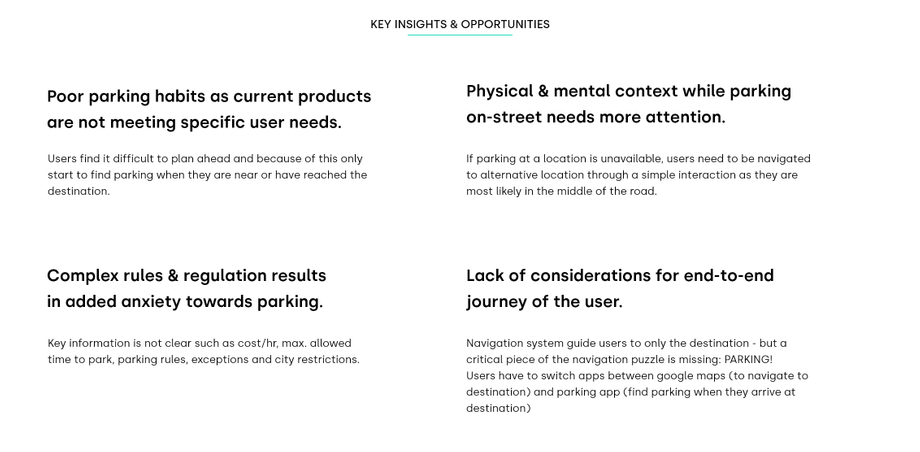 KEY INSIGHTS & OPPORTUNITIES
Poor parking habits as current products
are not meeting specific user needs.
Users find it difficult to plan ahead and because of this only
start to find parking when they are near or have reached the
destination.
Physical & mental context while parking
on-street needs more attention.
If parking at a location is unavailable, users need to be navigated
to alternative location through a simple interaction as they are
most likely in the middle of the road.
Complex rules & regulation results
in added anxiety towards parking.
Key information is not clear such as cost/hr, max. allowed
time to park, parking rules, exceptions and city restrictions.
Lack of considerations for end-to-end
journey of the user.
Navigation system guide users to only the destination - but a
critical piece of the navigation puzzle is missing: PARKING!
Users have to switch apps between google maps (to navigate to
destination) and parking app (find parking when they arrive at
destination)